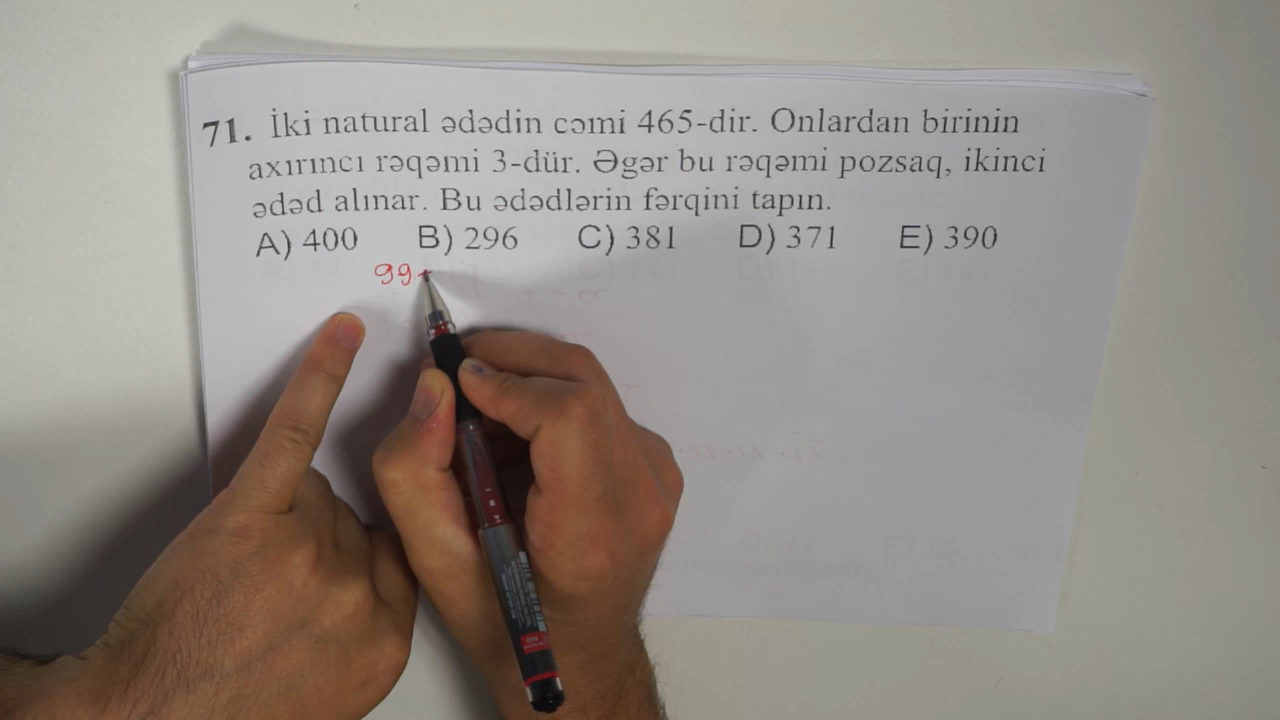 71. İki natural ədədin cəmi 465-dir. Onlardan birinin
axırıncı rəqəmi 3-dür. Əgər bu rəqəmi pozsaq, ikinci
ədəd alınar. Bu ədədlərin fərqini tapın.
A) 400 B) 296 C) 381 D) 371 E) 390
99